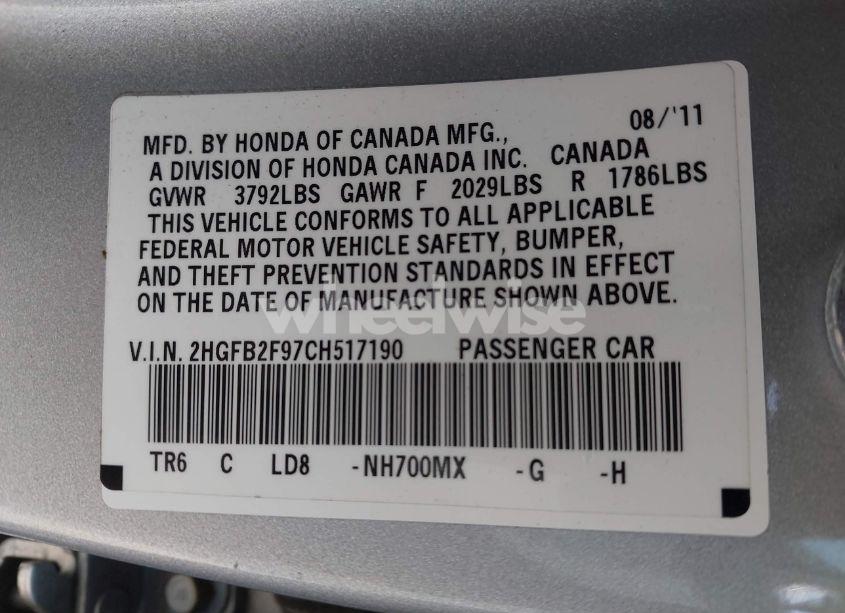 08/'11
MFD. BY HONDA OF CANADA MFG.,
A DIVISION OF HONDA CANADA INC. CANADA
GVWR 3792LBS GAWR F 2029LBS R 1786LBS
THIS VEHICLE CONFORMS TO ALL APPLICABLE
FEDERAL MOTOR VEHICLE SAFETY, BUMPER,
AND THEFT PREVENTION STANDARDS IN EFFECT
ON THE DATE OF MANUFACTURE SHOWN ABOVE.
wheelwise
V.I.N. 2HGFB2F97CH517190 PASSENGER CAR
TR6 C LD8 -NH700MX -G -H